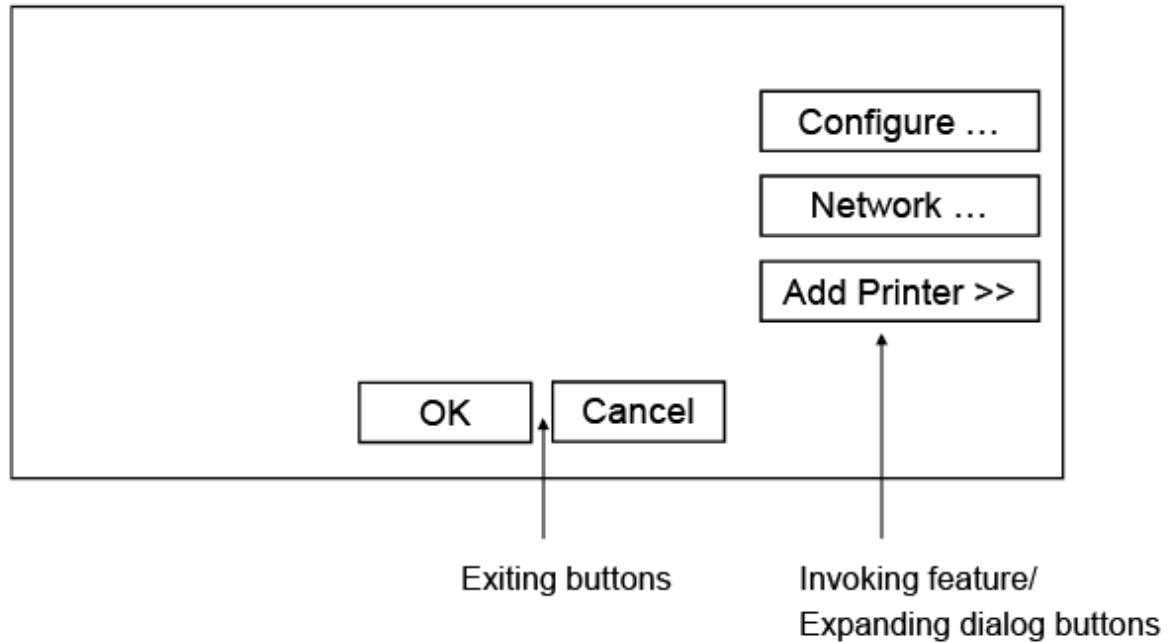 Configure ...
Network ...
Add Printer >>
OK
Cancel
Exiting buttons
Invoking feature/
Expanding dialog buttons